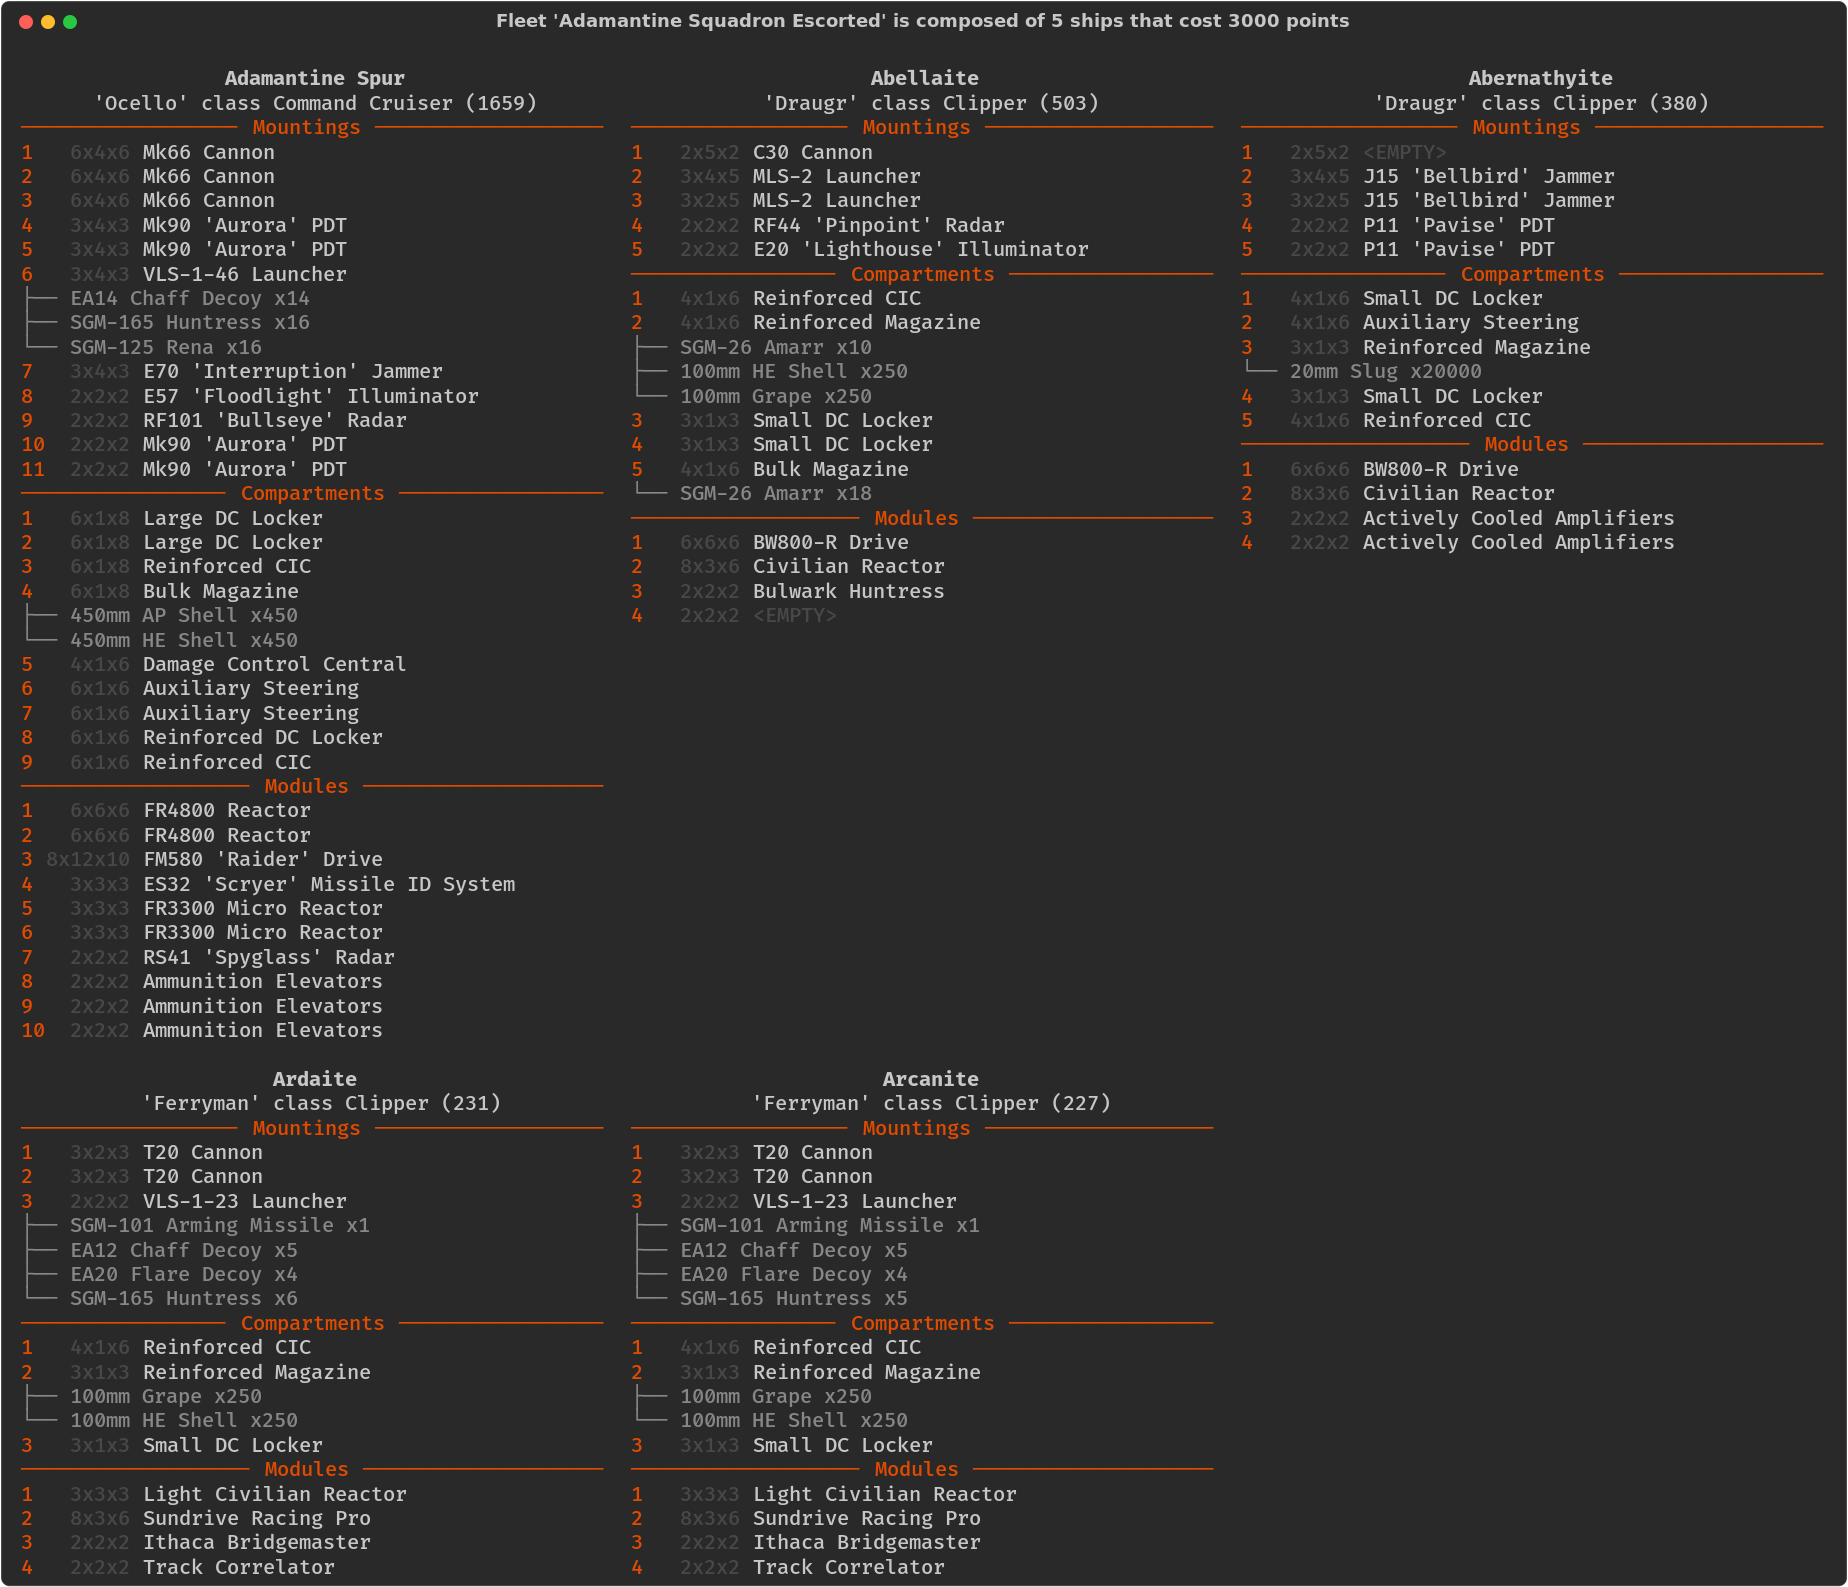 Fleet 'Adamantine Squadron Escorted' is composed of 5 ships that cost 3000 points
Adamantine Spur
'Ocello' class Command Cruiser (1659)
Mountings
1 6x4x6 Mk66 Cannon
2 6x4x6 Mk66 Cannon
3 6x4x6 Mk66 Cannon
4 3x4x3 Mk90 'Aurora' PDT
5 3x4x3 Mk90 'Aurora' PDT
6 3x4x3 VLS-1-46 Launcher
EA14 Chaff Decoy x14
SGM-165 Huntress x16
SGM-125 Rena x16
7 3x4x3 E70 'Interruption' Jammer
8 2x2x2 E57 'Floodlight' Illuminator
9 2x2x2 RF101 'Bullseye' Radar
10 2x2x2 Mk90 'Aurora' PDT
11 2x2x2 Mk90 'Aurora' PDT
Compartments
1 6x1x8 Large DC Locker
2 6x1x8 Large DC Locker
3 6x1x8 Reinforced CIC
4 6x1x8 Bulk Magazine
450mm AP Shell x450
450mm HE Shell x450
5 4x1x6 Damage Control Central
6 6x1x6 Auxiliary Steering
7 6x1x6 Auxiliary Steering
8 6x1x6 Reinforced DC Locker
9 6x1x6 Reinforced CIC
Modules
1 6x6x6 FR4800 Reactor
2 6x6x6 FR4800 Reactor
3 8x12x10 FM580 'Raider' Drive
4 3x3x3 ES32 'Scryer' Missile ID System
5 3x3x3 FR3300 Micro Reactor
6 3x3x3 FR3300 Micro Reactor
7 2x2x2 RS41 'Spyglass' Radar
8 2x2x2 Ammunition Elevators
9 2x2x2 Ammunition Elevators
10 2x2x2 Ammunition Elevators
Abellaite
'Draugr' class Clipper (503)
Mountings
1 2x5x2 C30 Cannon
2 3x4x5 MLS-2 Launcher
3 3x2x5 MLS-2 Launcher
4 2x2x2 RF44 'Pinpoint' Radar
5 2x2x2 E20 'Lighthouse' Illuminator
Compartments
1 4x1x6 Reinforced CIC
2 4x1x6 Reinforced Magazine
SGM-26 Amarr x10
100mm HE Shell x250
100mm Grape x250
3 3x1x3 Small DC Locker
4 3x1x3 Small DC Locker
5 4x1x6 Bulk Magazine
SGM-26 Amarr x18
Modules
1 6x6x6 BW800-R Drive
2 8x3x6 Civilian Reactor
3 2x2x2 Bulwark Huntress
4 2x2x2 <EMPTY>
Abernathyite
'Draugr' class Clipper (380)
Mountings
1 2x5x2 <EMPTY>
2 3x4x5 J15 'Bellbird' Jammer
3 3x2x5 J15 'Bellbird' Jammer
4 2x2x2 P11 'Pavise' PDT
5 2x2x2 P11 'Pavise' PDT
Compartments
1 4x1x6 Small DC Locker
2 4x1x6 Auxiliary Steering
3 3x1x3 Reinforced Magazine
20mm Slug x20000
4 3x1x3 Small DC Locker
5 4x1x6 Reinforced CIC
Modules
1 6x6x6 BW800-R Drive
2 8x3x6 Civilian Reactor
3 2x2x2 Actively Cooled Amplifiers
4 2x2x2 Actively Cooled Amplifiers
Ardaite
'Ferryman' class Clipper (231)
Mountings
1 3x2x3 T20 Cannon
2 3x2x3 T20 Cannon
3 2x2x2 VLS-1-23 Launcher
SGM-101 Arming Missile x1
EA12 Chaff Decoy x5
EA20 Flare Decoy x4
SGM-165 Huntress x6
Compartments
1 4x1x6 Reinforced CIC
2 3x1x3 Reinforced Magazine
100mm Grape x250
100mm HE Shell x250
3 3x1x3 Small DC Locker
Modules
1 3x3x3 Light Civilian Reactor
2 8x3x6 Sundrive Racing Pro
3 2x2x2 Ithaca Bridgemaster
4 2x2x2 Track Correlator
Arcanite
'Ferryman' class Clipper (227)
Mountings
1 3x2x3 T20 Cannon
2 3x2x3 T20 Cannon
3 2x2x2 VLS-1-23 Launcher
SGM-101 Arming Missile x1
EA12 Chaff Decoy x5
EA20 Flare Decoy x4
SGM-165 Huntress x5
Compartments
1 4x1x6 Reinforced CIC
2 3x1x3 Reinforced Magazine
100mm Grape x250
100mm HE Shell x250
3 3x1x3 Small DC Locker
Modules
1 3x3x3 Light Civilian Reactor
2 8x3x6 Sundrive Racing Pro
3 2x2x2 Ithaca Bridgemaster
4 2x2x2 Track Correlator